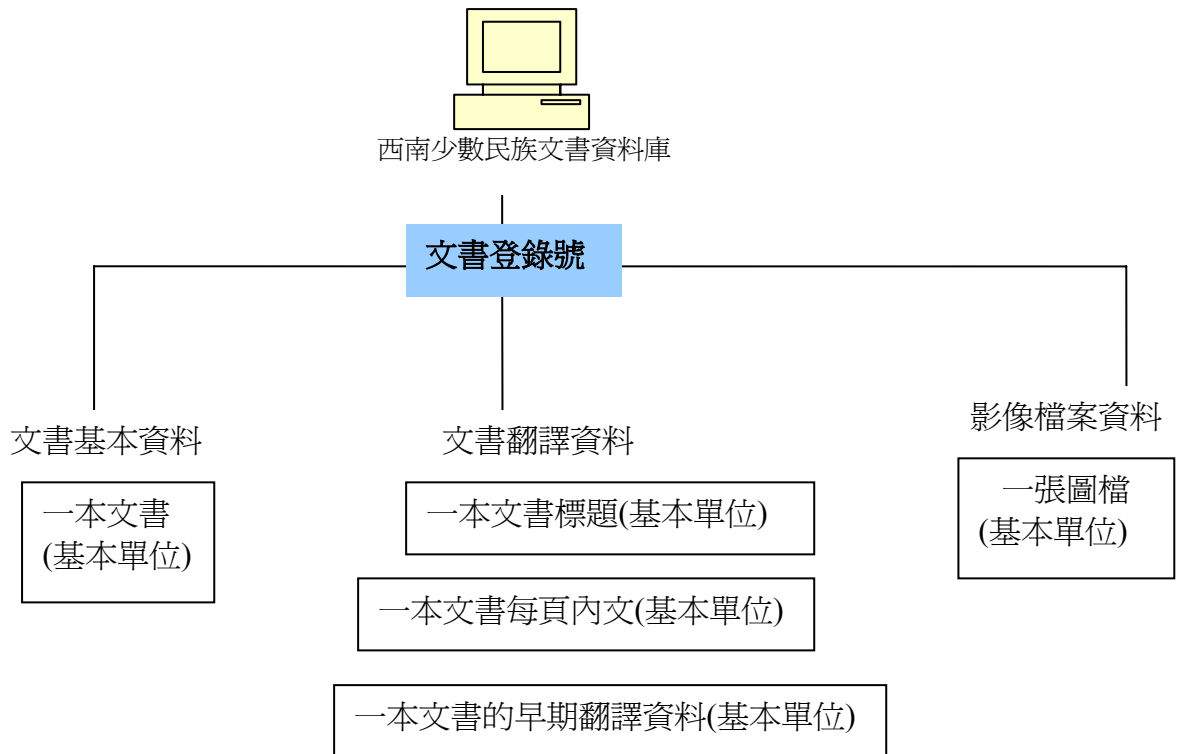 西南少數民族文書資料庫
文書登錄號
文書基本資料
一本文書
(基本單位)
文書翻譯資料
一本文書標題(基本單位)
一本文書每頁內文(基本單位)
一本文書的早期翻譯資料(基本單位)
影像檔案資料
一張圖檔
(基本單位)